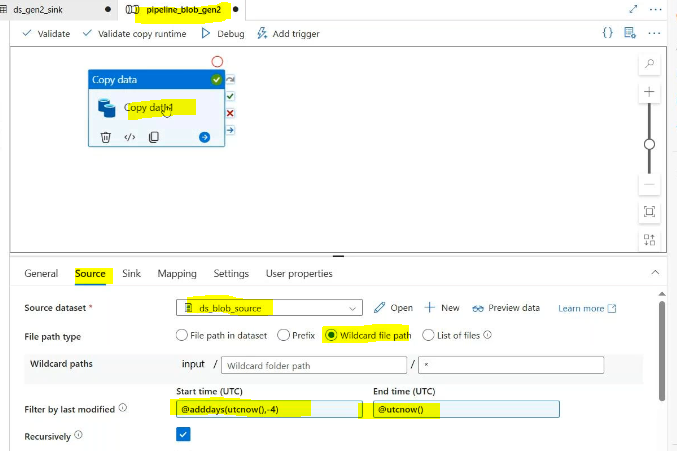 ds_gen2_sink
pipeline_blob_gen2
Validate Validate copy runtime Debug Add trigger
Copy data
Copy data1
General Source Sink Mapping Settings User properties
Source dataset * ds_blob_source Open New Preview data Learn more
File path type File path in dataset Prefix Wildcard file path List of files
Wildcard paths input / Wildcard folder path / *
Start time (UTC) End time (UTC)
Filter by last modified @adddays(utcnow(),-4) @utcnow()
Recursively